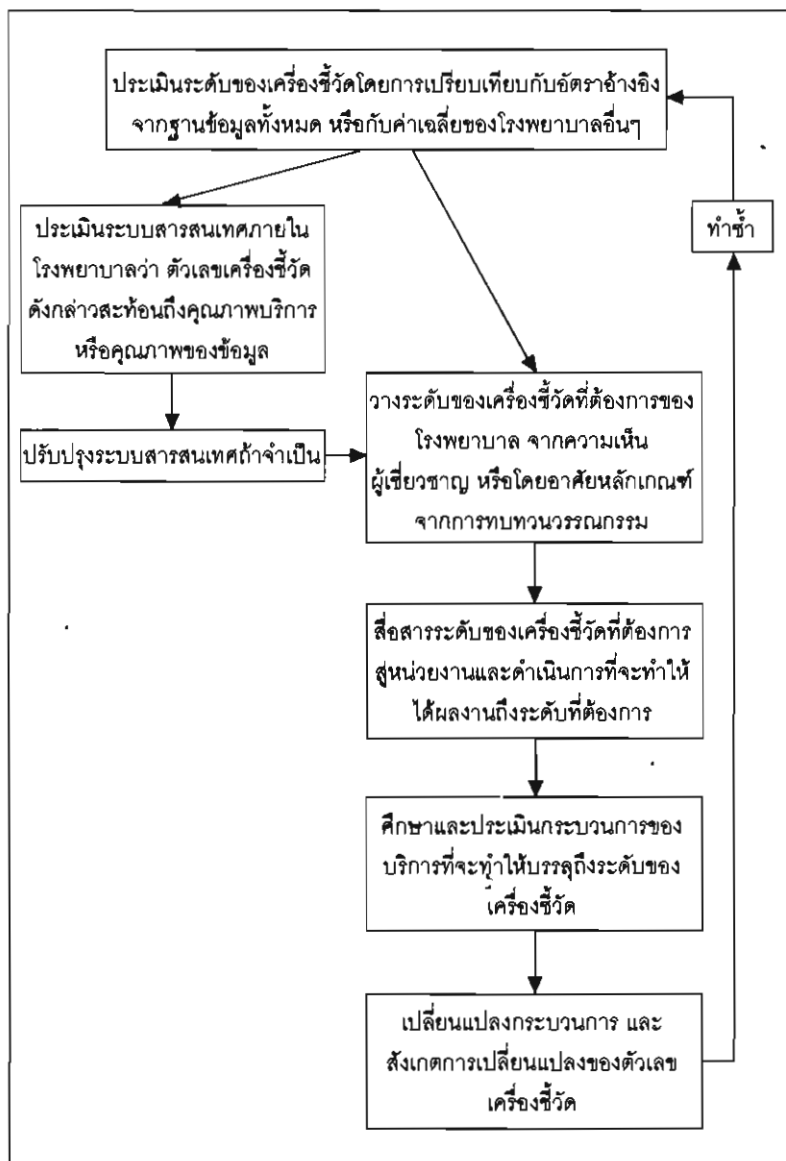 ประเมินระดับของเครื่องชี้วัดโดยการเปรียบเทียบกับอัตราอ้างอิง
จากฐานข้อมูลทั้งหมด หรือกับค่าเฉลี่ยของโรงพยาบาลอื่นๆ
ทำซ้ำ
ประเมินระบบสารสนเทศภายใน
โรงพยาบาลว่า ตัวเลขเครื่องชี้วัด
ดังกล่าวสะท้อนถึงคุณภาพบริการ
หรือคุณภาพของข้อมูล
ปรับปรุงระบบสารสนเทศถ้าจำเป็น
วางระดับของเครื่องชี้วัดที่ต้องการของ
โรงพยาบาล จากความเห็น
ผู้เชี่ยวชาญ หรือโดยอาศัยหลักเกณฑ์
จากการทบทวนวรรณกรรม
สื่อสารระดับของเครื่องชี้วัดที่ต้องการ
สู่หน่วยงานและดำเนินการที่จะทำให้
ได้ผลงานถึงระดับที่ต้องการ
ศึกษาและประเมินกระบวนการของ
บริการที่จะทำให้บรรลุถึงระดับของ
เครื่องชี้วัด
เปลี่ยนแปลงกระบวนการ และ
สังเกตการเปลี่ยนแปลงของตัวเลข
เครื่องชี้วัด